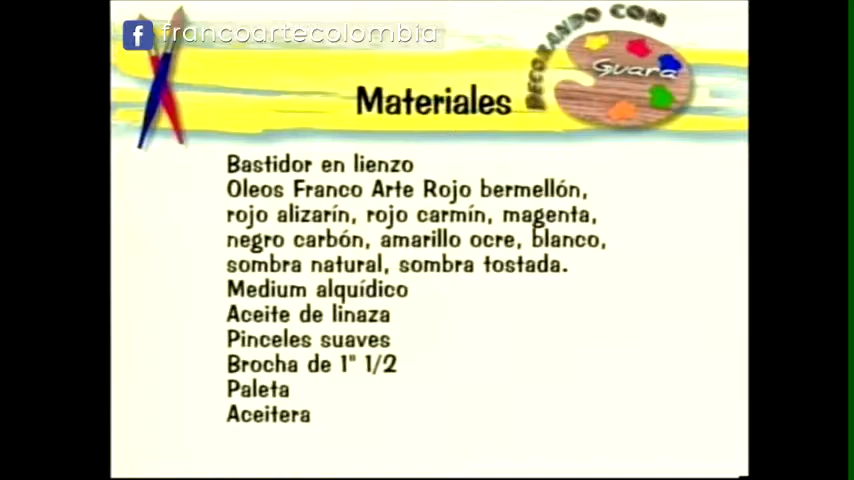 francoartecolombia
DECORANDO CON
Guara
Materiales
Bastidor en lienzo
Oleos Franco Arte Rojo bermellón,
rojo alizarín, rojo carmín, magenta,
negro carbón, amarillo ocre, blanco,
sombra natural, sombra tostada.
Medium alquídico
Aceite de linaza
Pinceles suaves
Brocha de 1" 1/2
Paleta
Aceitera